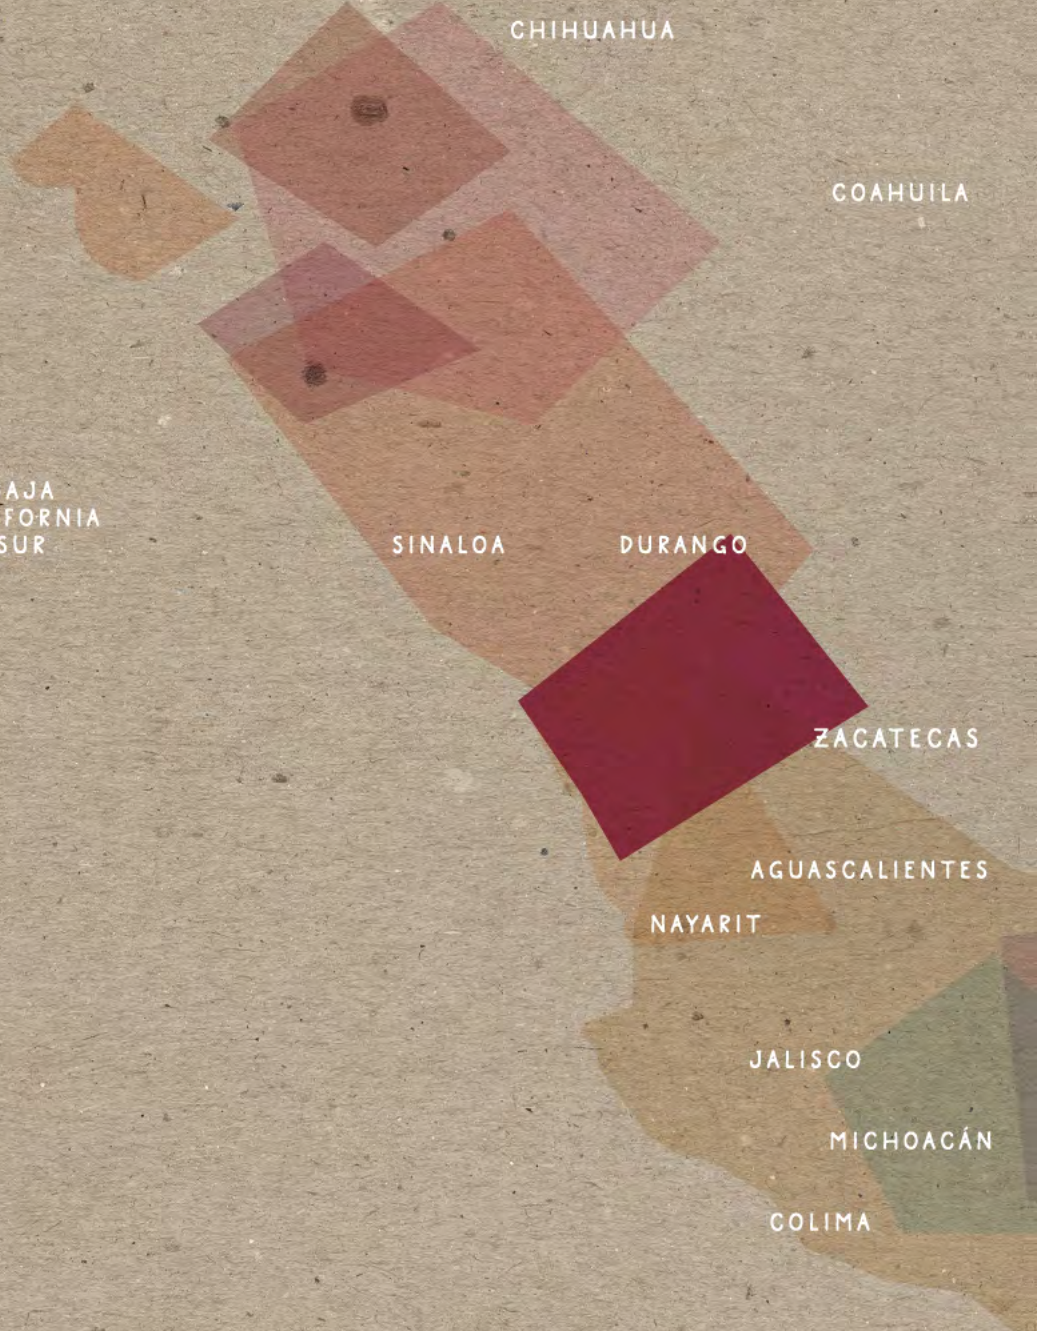 CHIHUAHUA
COAHUILA
AJA
FORNIA
SUR
SINALOA
DURANGO
ZACATECAS
AGUASCALIENTES
NAYARIT
JALISCO
MICHOACÁN
COLIMA